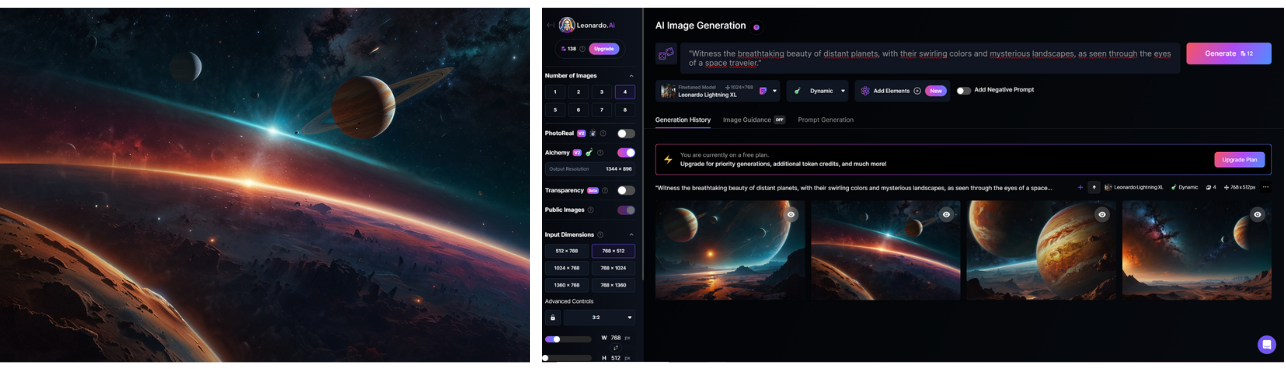 Leonardo.Ai
138
Upgrade
Number of Images
1 2 3 4
5 6 7 8
PhotoReal V2
Alchemy V2
Output Resolution 1344 × 896
Transparency Beta
Public Images
Input Dimensions
512 × 768 768 × 512
1024 × 768 768 × 1024
1360 × 768 768 × 1360
Advanced Controls
3:2
W 768 px
H 512 px
AI Image Generation
"Witness the breathtaking beauty of distant planets, with their swirling colors and mysterious landscapes, as seen through the eyes
of a space traveler."
Generate 12
Finetuned Model 1024×768
Leonardo Lightning XL
Dynamic
Add Elements
New
Add Negative Prompt
Generation History Image Guidance OFF Prompt Generation
You are currently on a free plan.
Upgrade for priority generations, additional token credits, and much more!
Upgrade Plan
"Witness the breathtaking beauty of distant planets, with their swirling colors and mysterious landscapes, as seen through the eyes of a space...
Leonardo Lightning XL Dynamic 4 768 x 512px